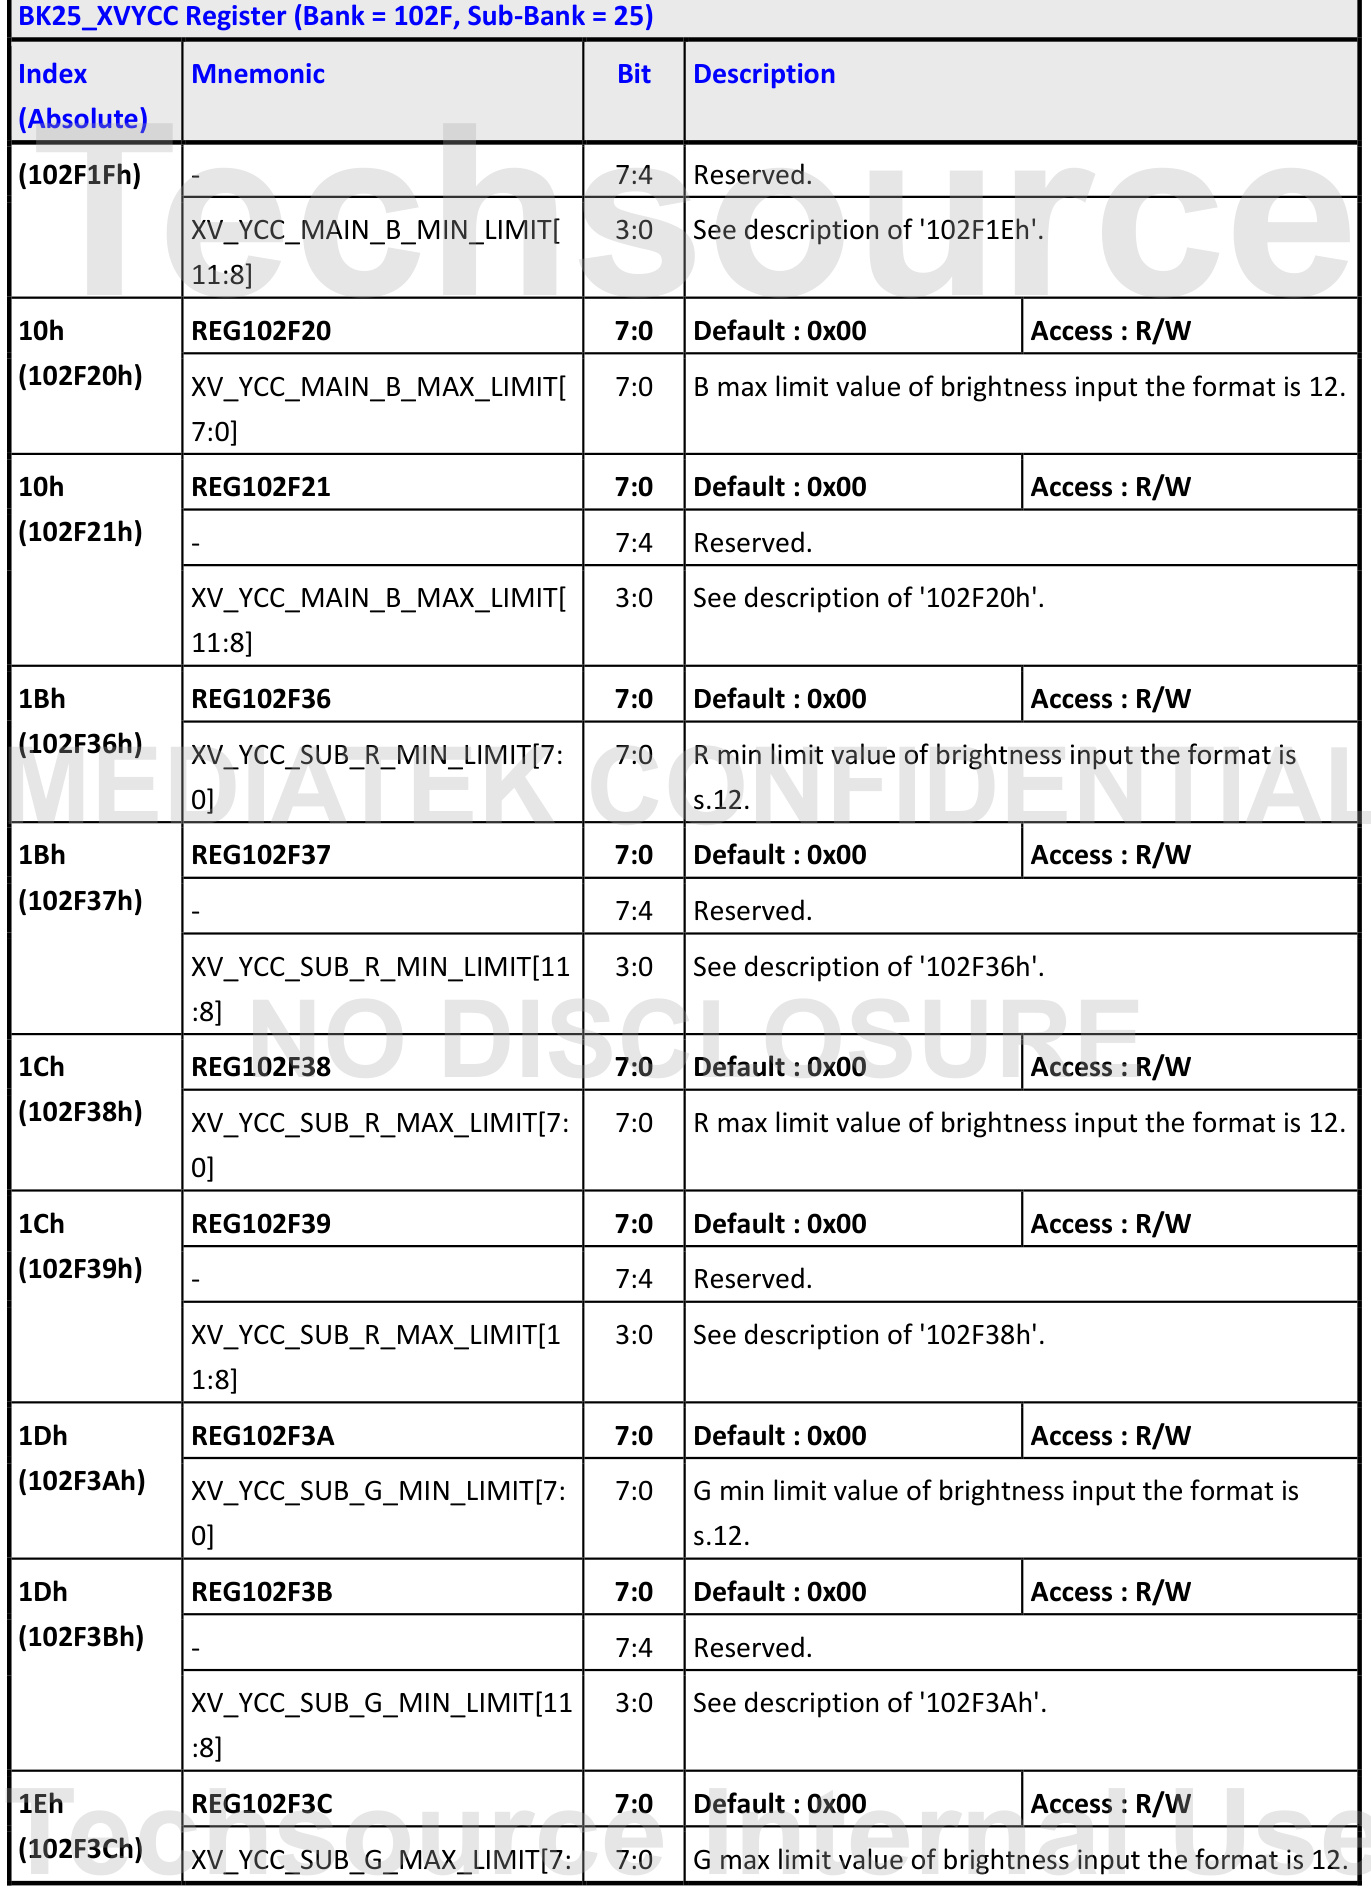 BK25_XVYCC Register (Bank = 102F, Sub-Bank = 25)
Index Mnemonic Bit Description
(Absolute)
(102F1Fh) - 7:4 Reserved.
XV_YCC_MAIN_B_MIN_LIMIT[ 3:0 See description of '102F1Eh'.
11:8]
10h REG102F20 7:0 Default : 0x00 Access : R/W
(102F20h) XV_YCC_MAIN_B_MAX_LIMIT[ 7:0 B max limit value of brightness input the format is 12.
7:0]
10h REG102F21 7:0 Default : 0x00 Access : R/W
(102F21h) - 7:4 Reserved.
XV_YCC_MAIN_B_MAX_LIMIT[ 3:0 See description of '102F20h'.
11:8]
1Bh REG102F36 7:0 Default : 0x00 Access : R/W
(102F36h) XV_YCC_SUB_R_MIN_LIMIT[7: 7:0 R min limit value of brightness input the format is
0] s.12.
1Bh REG102F37 7:0 Default : 0x00 Access : R/W
(102F37h) - 7:4 Reserved.
XV_YCC_SUB_R_MIN_LIMIT[11 3:0 See description of '102F36h'.
:8]
1Ch REG102F38 7:0 Default : 0x00 Access : R/W
(102F38h) XV_YCC_SUB_R_MAX_LIMIT[7: 7:0 R max limit value of brightness input the format is 12.
0]
1Ch REG102F39 7:0 Default : 0x00 Access : R/W
(102F39h) - 7:4 Reserved.
XV_YCC_SUB_R_MAX_LIMIT[1 3:0 See description of '102F38h'.
1:8]
1Dh REG102F3A 7:0 Default : 0x00 Access : R/W
(102F3Ah) XV_YCC_SUB_G_MIN_LIMIT[7: 7:0 G min limit value of brightness input the format is
0] s.12.
1Dh REG102F3B 7:0 Default : 0x00 Access : R/W
(102F3Bh) - 7:4 Reserved.
XV_YCC_SUB_G_MIN_LIMIT[11 3:0 See description of '102F3Ah'.
:8]
1Eh REG102F3C 7:0 Default : 0x00 Access : R/W
(102F3Ch) XV_YCC_SUB_G_MAX_LIMIT[7: 7:0 G max limit value of brightness input the format is 12.
Techsource
MEDIATEK CONFIDENTIAL
NO DISCLOSURE
Techsource Internal Use